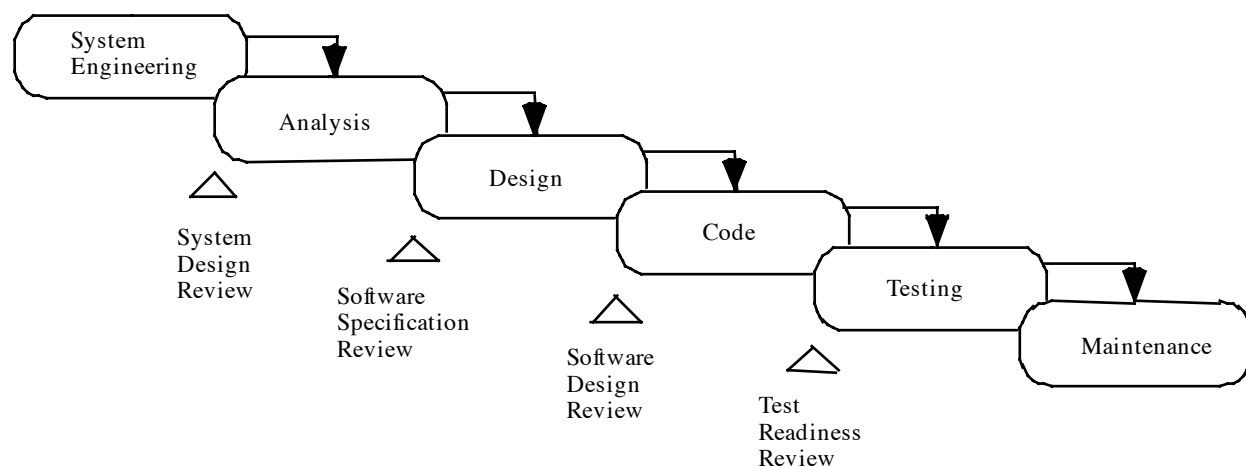 System
Engineering
Analysis
Design
Code
Testing
Maintenance
System
Design
Review
Software
Specification
Review
Software
Design
Review
Test
Readiness
Review